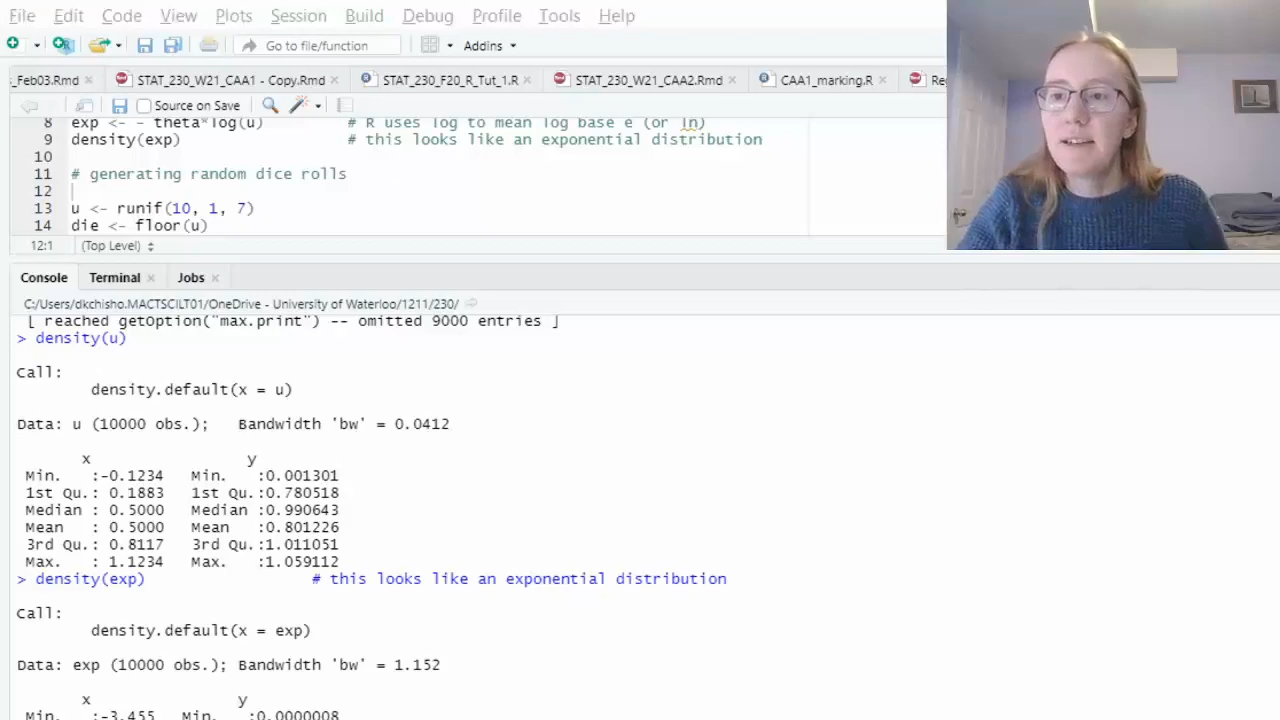 File Edit Code View Plots Session Build Debug Profile Tools Help
Go to file/function Addins
_Feb03.Rmd STAT_230_W21_CAA1 - Copy.Rmd STAT_230_F20_R_Tut_1.R STAT_230_W21_CAA2.Rmd CAA1_marking.R Re
Source on Save
8 exp <- - theta*log(u) # R uses log to mean log base e (or ln)
9 density(exp) # this looks like an exponential distribution
10
11 # generating random dice rolls
12
13 u <- runif(10, 1, 7)
14 die <- floor(u)
12:1 (Top Level)
Console Terminal Jobs
C:/Users/dkchisho.MACTSCILT01/OneDrive - University of Waterloo/1211/230/
[ reached getOption("max.print") -- omitted 9000 entries ]
> density(u)
Call:
density.default(x = u)
Data: u (10000 obs.); Bandwidth 'bw' = 0.0412
x y
Min. :-0.1234 Min. :0.001301
1st Qu.: 0.1883 1st Qu.:0.780518
Median : 0.5000 Median :0.990643
Mean : 0.5000 Mean :0.801226
3rd Qu.: 0.8117 3rd Qu.:1.011051
Max. : 1.1234 Max. :1.059112
> density(exp) # this looks like an exponential distribution
Call:
density.default(x = exp)
Data: exp (10000 obs.); Bandwidth 'bw' = 1.152
x y
Min. :-3.455 Min. :0.0000008